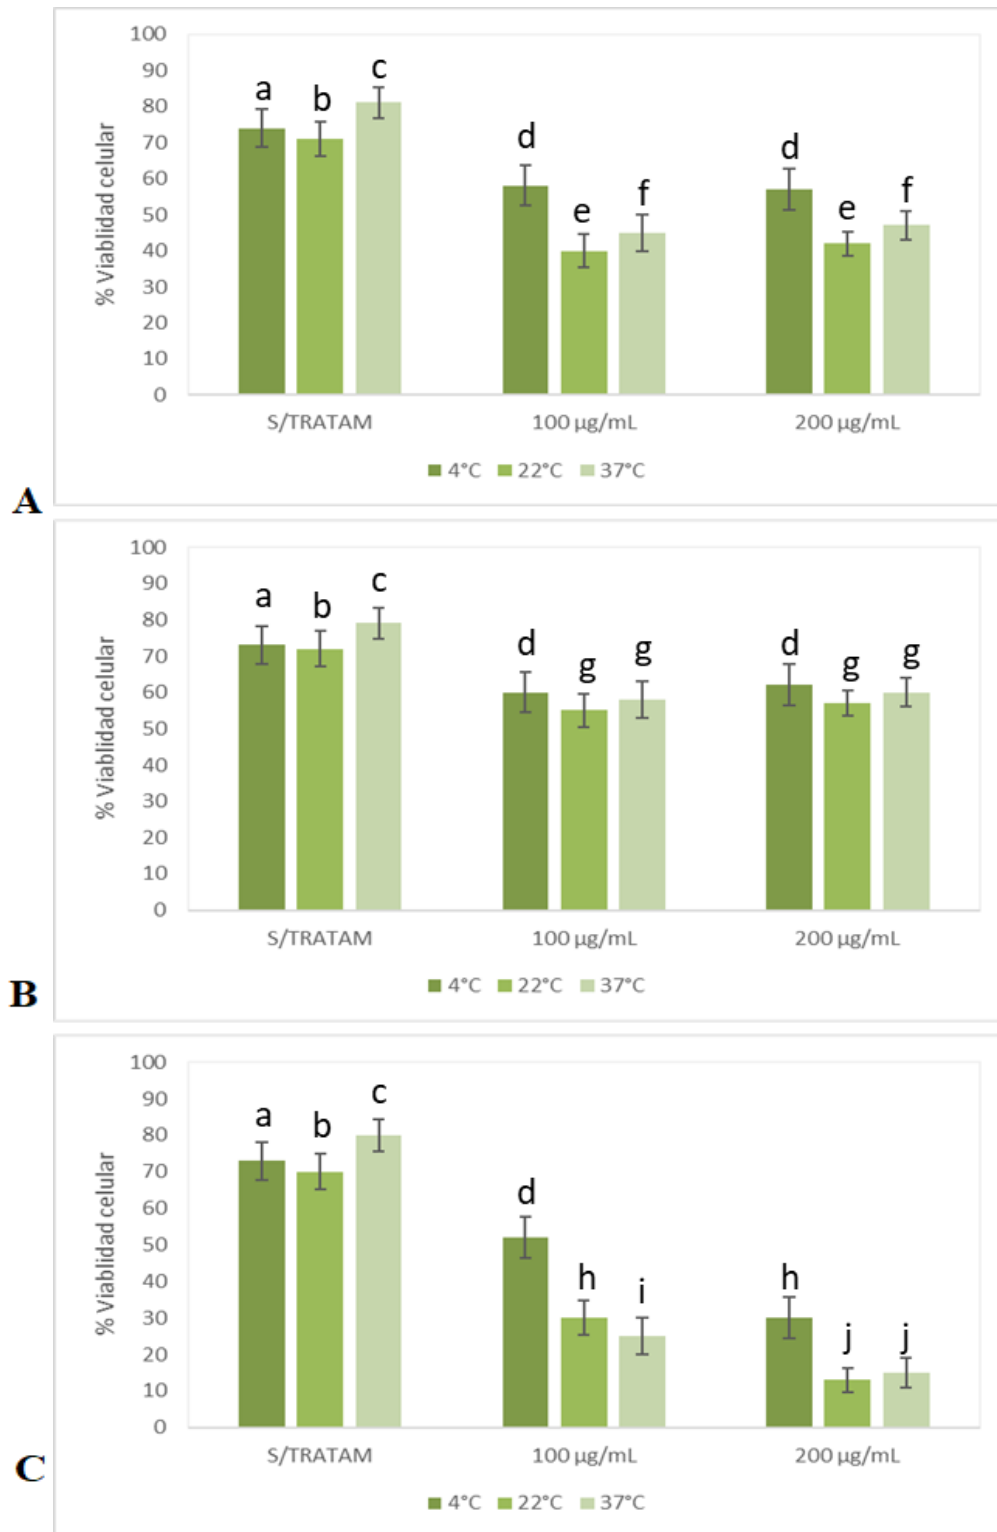 100
90
80
70
60
50
40
30
20
10
0
% Viablidad celular
a b c d e f d e f
S/TRATAM 100 µg/mL 200 µg/mL
4°C 22°C 37°C
A
100
90
80
70
60
50
40
30
20
10
0
% Viablidad celular
a b c d g g d g g
S/TRATAM 100 µg/mL 200 µg/mL
4°C 22°C 37°C
B
100
90
80
70
60
50
40
30
20
10
0
% Viablidad celular
a b c d h i h j j
S/TRATAM 100 µg/mL 200 µg/mL
4°C 22°C 37°C
C